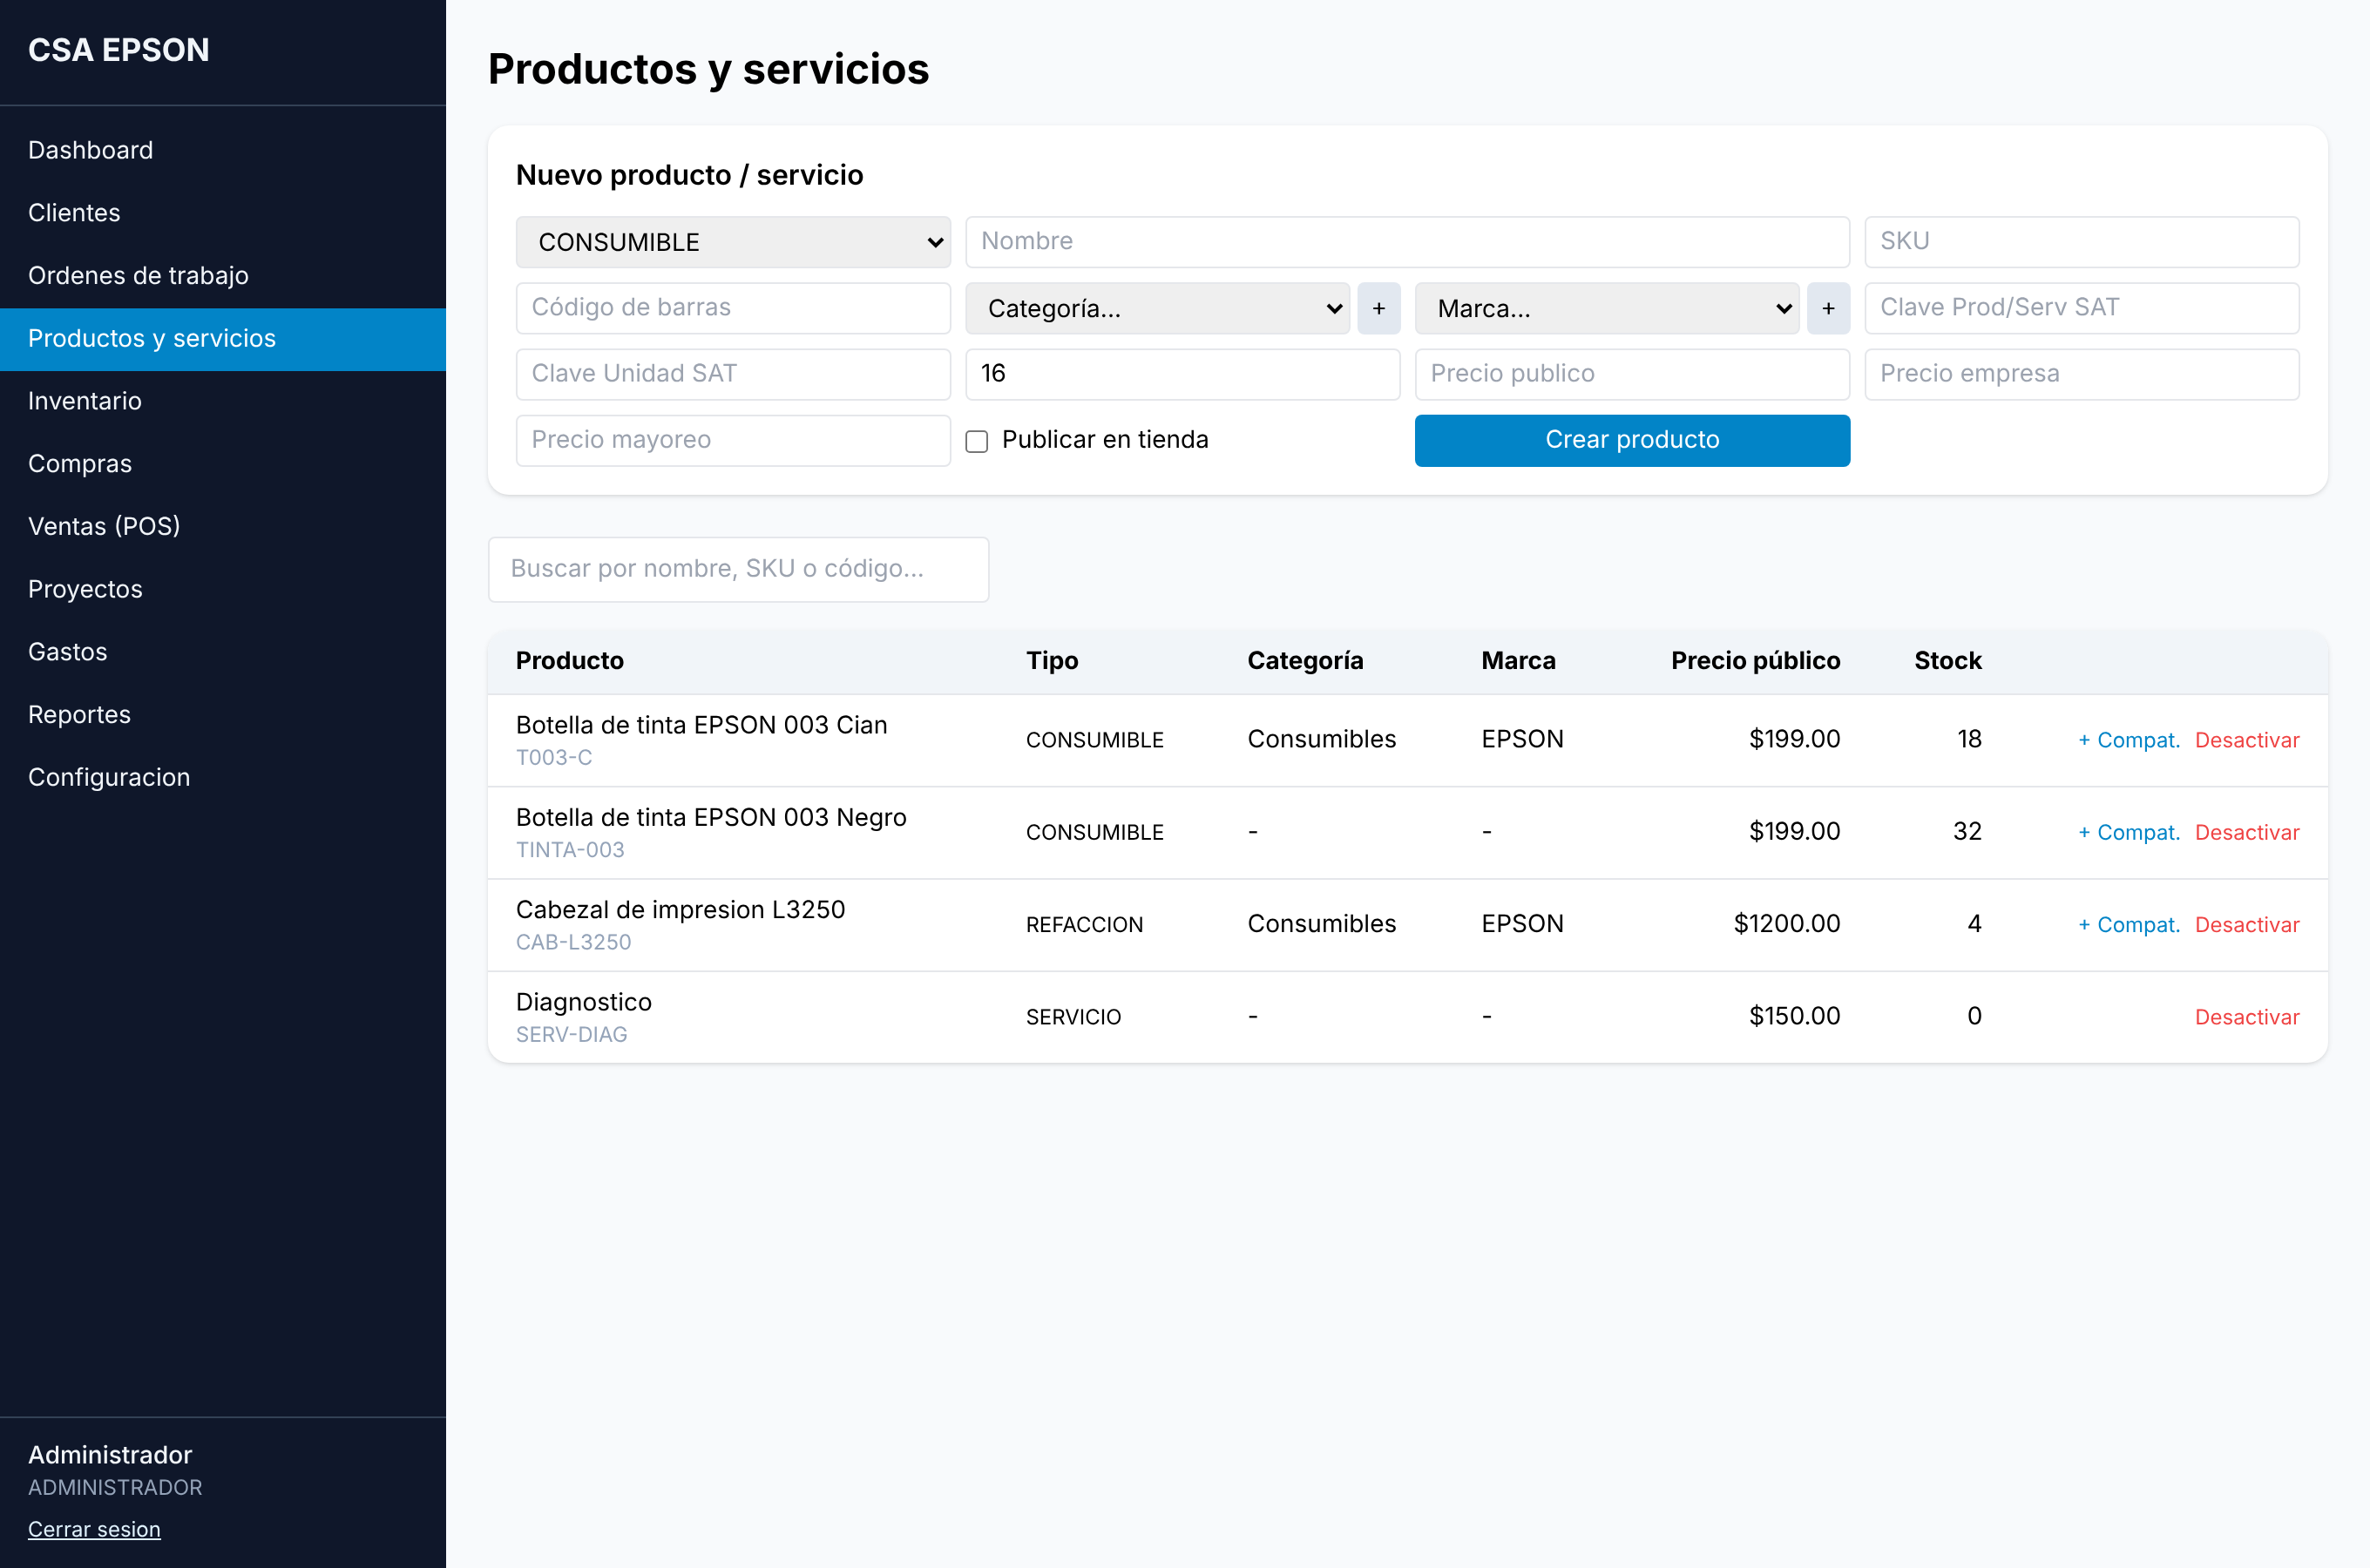 CSA EPSON
Dashboard
Clientes
Ordenes de trabajo
Productos y servicios
Inventario
Compras
Ventas (POS)
Proyectos
Gastos
Reportes
Configuracion
Administrador
ADMINISTRADOR
Cerrar sesion
Productos y servicios
Nuevo producto / servicio
CONSUMIBLE Nombre SKU
Código de barras Categoría... + Marca... + Clave Prod/Serv SAT
Clave Unidad SAT 16 Precio publico Precio empresa
Precio mayoreo Publicar en tienda Crear producto
Buscar por nombre, SKU o código...
Producto Tipo Categoría Marca Precio público Stock
Botella de tinta EPSON 003 Cian CONSUMIBLE Consumibles EPSON $199.00 18 + Compat. Desactivar
T003-C
Botella de tinta EPSON 003 Negro CONSUMIBLE - - $199.00 32 + Compat. Desactivar
TINTA-003
Cabezal de impresion L3250 REFACCION Consumibles EPSON $1200.00 4 + Compat. Desactivar
CAB-L3250
Diagnostico SERVICIO - - $150.00 0 Desactivar
SERV-DIAG